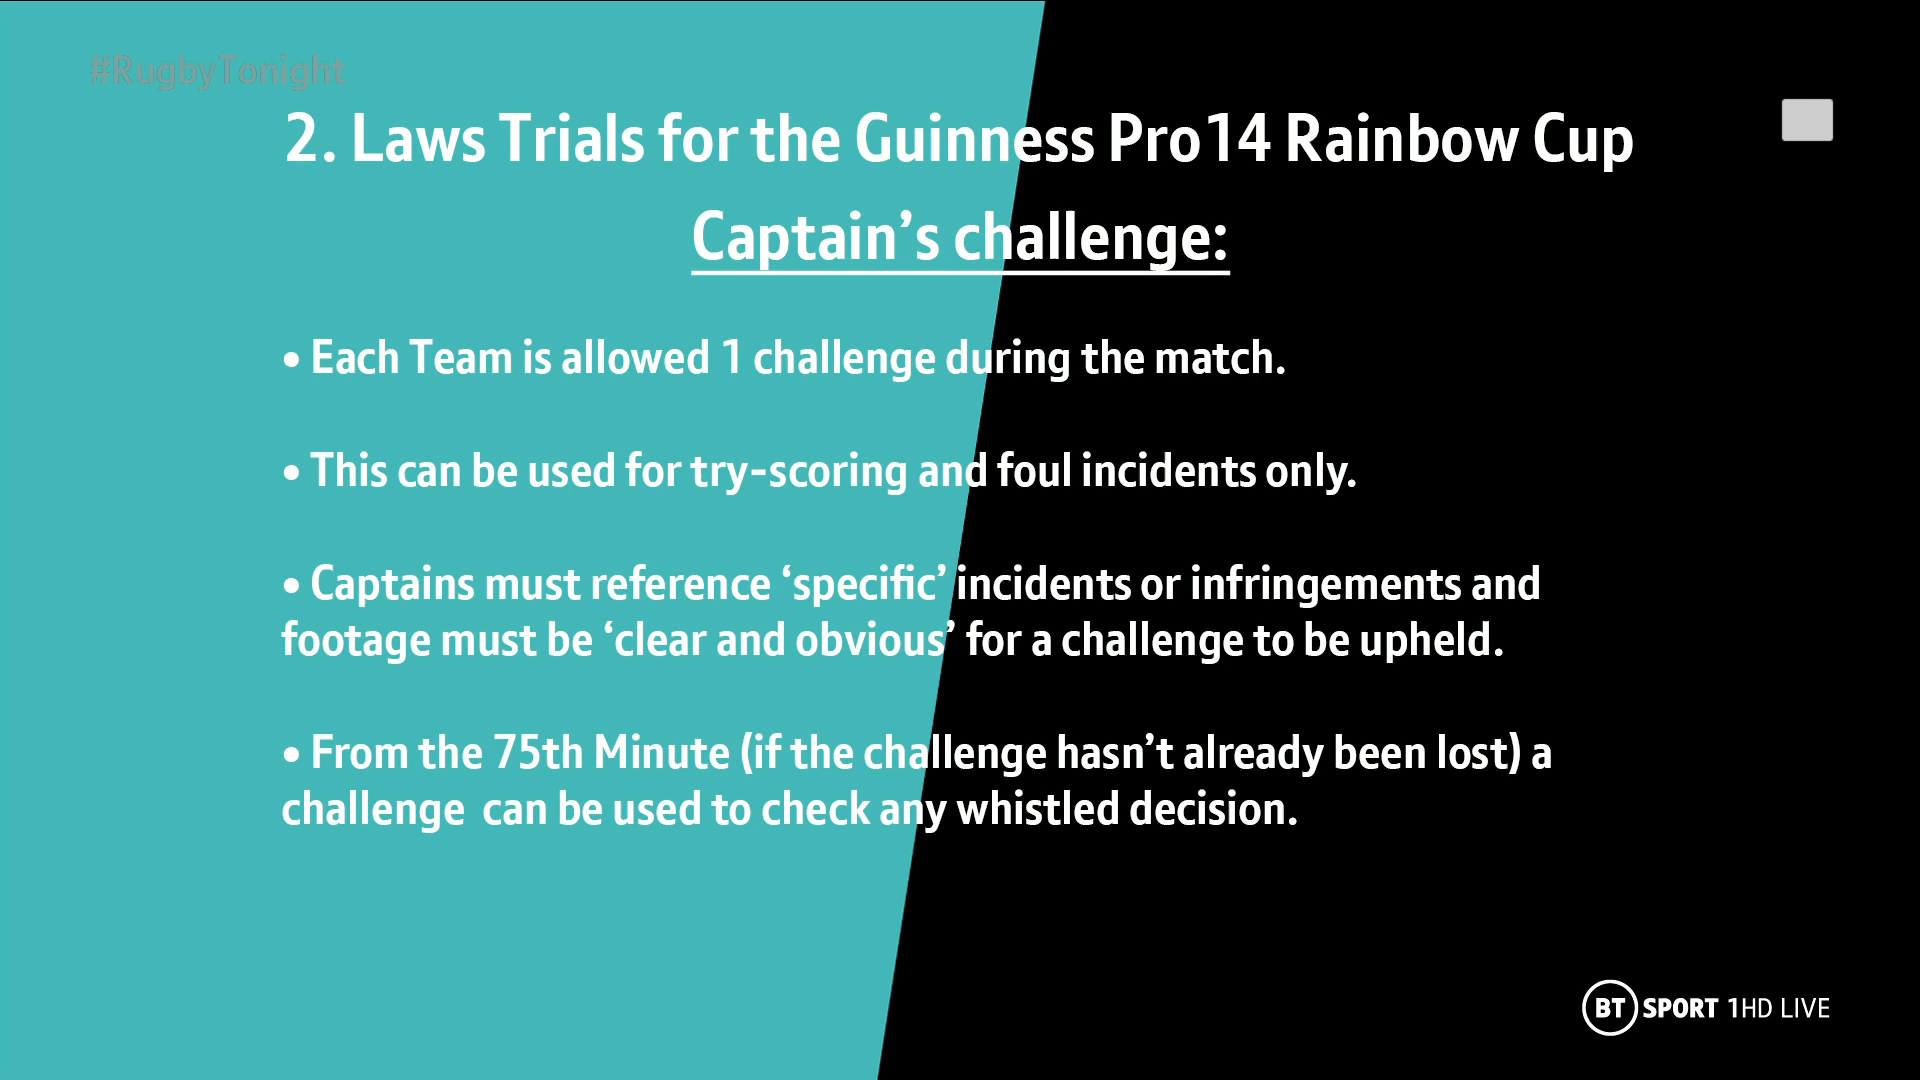 #RugbyTonight
2. Laws Trials for the Guinness Pro14 Rainbow Cup
Captain’s challenge:
• Each Team is allowed 1 challenge during the match.
• This can be used for try-scoring and foul incidents only.
• Captains must reference ‘specific’ incidents or infringements and
footage must be ‘clear and obvious’ for a challenge to be upheld.
• From the 75th Minute (if the challenge hasn’t already been lost) a
challenge  can be used to check any whistled decision.
BT SPORT 1HD LIVE